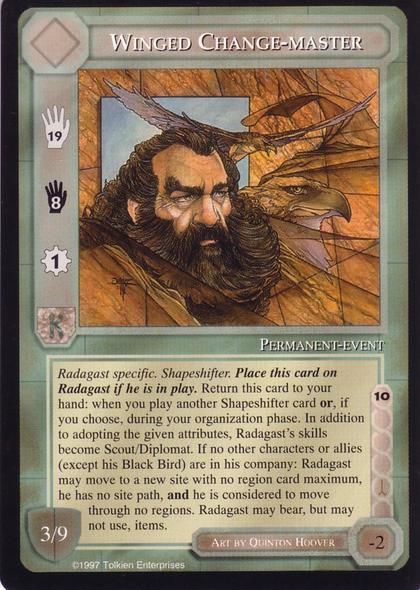 WINGED CHANGE-MASTER
19
8
1
K
PERMANENT-EVENT
Radagast specific. Shapeshifter. Place this card on
Radagast if he is in play. Return this card to your
hand: when you play another Shapeshifter card or, if
you choose, during your organization phase. In addition
to adopting the given attributes, Radagast's skills
become Scout/Diplomat. If no other characters or allies
(except his Black Bird) are in his company: Radagast
may move to a new site with no region card maximum,
he has no site path, and he is considered to move
through no regions. Radagast may bear, but may
not use, items.
10
3/9
ART BY QUINTON HOOVER
-2
©1997 Tolkien Enterprises